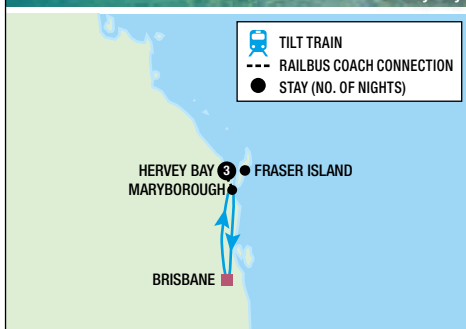 TILT TRAIN
RAILBUS COACH CONNECTION
STAY (NO. OF NIGHTS)
HERVEY BAY 3 FRASER ISLAND
MARYBOROUGH
BRISBANE